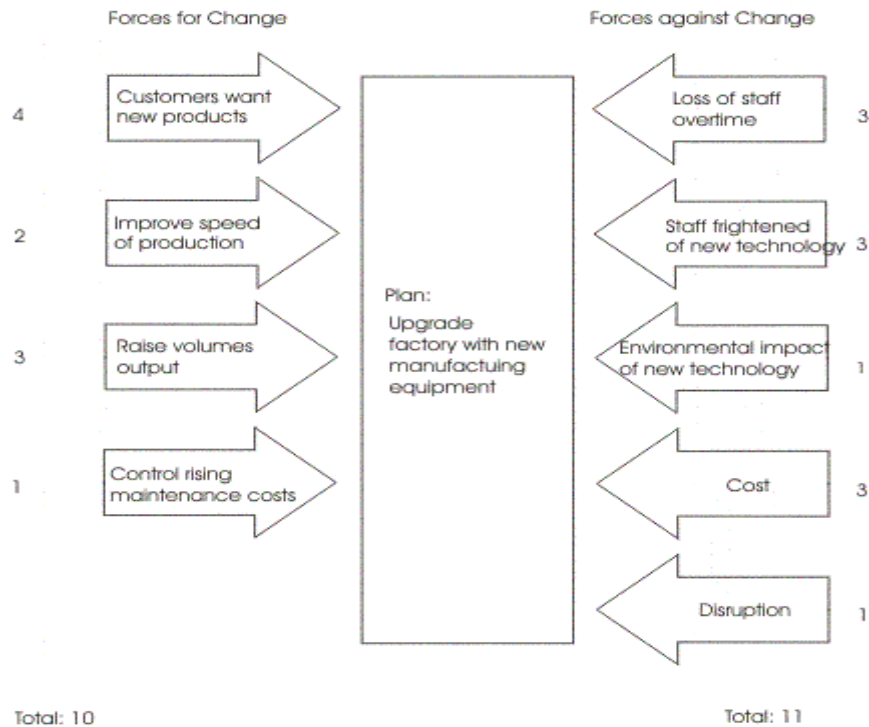 Forces for Change
Forces against Change
4
Customers want
new products
Loss of staff
overtime
3
2
Improve speed
of production
Staff frightened
of new technology
3
Plan:
Upgrade
factory with new
manufactuing
equipment
3
Raise volumes
output
Environmental impact
of new technology
1
1
Control rising
maintenance costs
Cost
3
Disruption
1
Total: 10
Total: 11